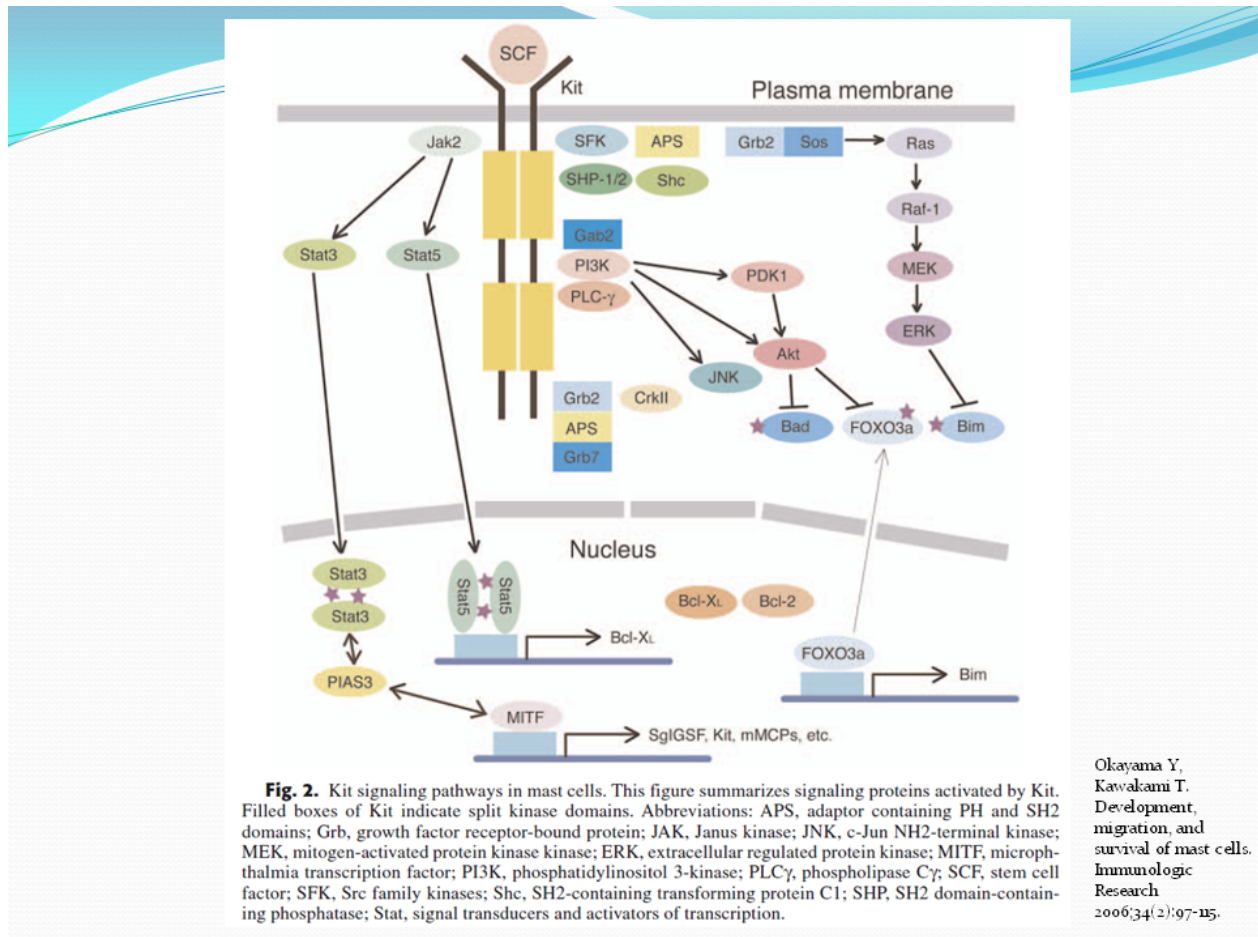 SCF
Kit
Plasma membrane
Jak2
SFK
APS
Grb2
Sos
Ras
SHP-1/2
Shc
Raf-1
Gab2
Stat3
Stat5
PI3K
PDK1
MEK
PLC-γ
ERK
Akt
JNK
Grb2
CrkII
APS
Bad
FOXO3a
Bim
Grb7
Nucleus
Stat3
Stat3
Stat5
Stat5
Bcl-XL
Bcl-2
Bcl-XL
FOXO3a
Bim
PIAS3
MITF
SgIGSF, Kit, mMCPs, etc.
Fig. 2. Kit signaling pathways in mast cells. This figure summarizes signaling proteins activated by Kit.
Filled boxes of Kit indicate split kinase domains. Abbreviations: APS, adaptor containing PH and SH2
domains; Grb, growth factor receptor-bound protein; JAK, Janus kinase; JNK, c-Jun NH2-terminal kinase;
MEK, mitogen-activated protein kinase kinase; ERK, extracellular regulated protein kinase; MITF, microph-
thalmia transcription factor; PI3K, phosphatidylinositol 3-kinase; PLCγ, phospholipase Cγ; SCF, stem cell
factor; SFK, Src family kinases; Shc, SH2-containing transforming protein C1; SHP, SH2 domain-contain-
ing phosphatase; Stat, signal transducers and activators of transcription.
Okayama Y,
Kawakami T.
Development,
migration, and
survival of mast cells.
Immunologic
Research
2006;34(2):97-115.